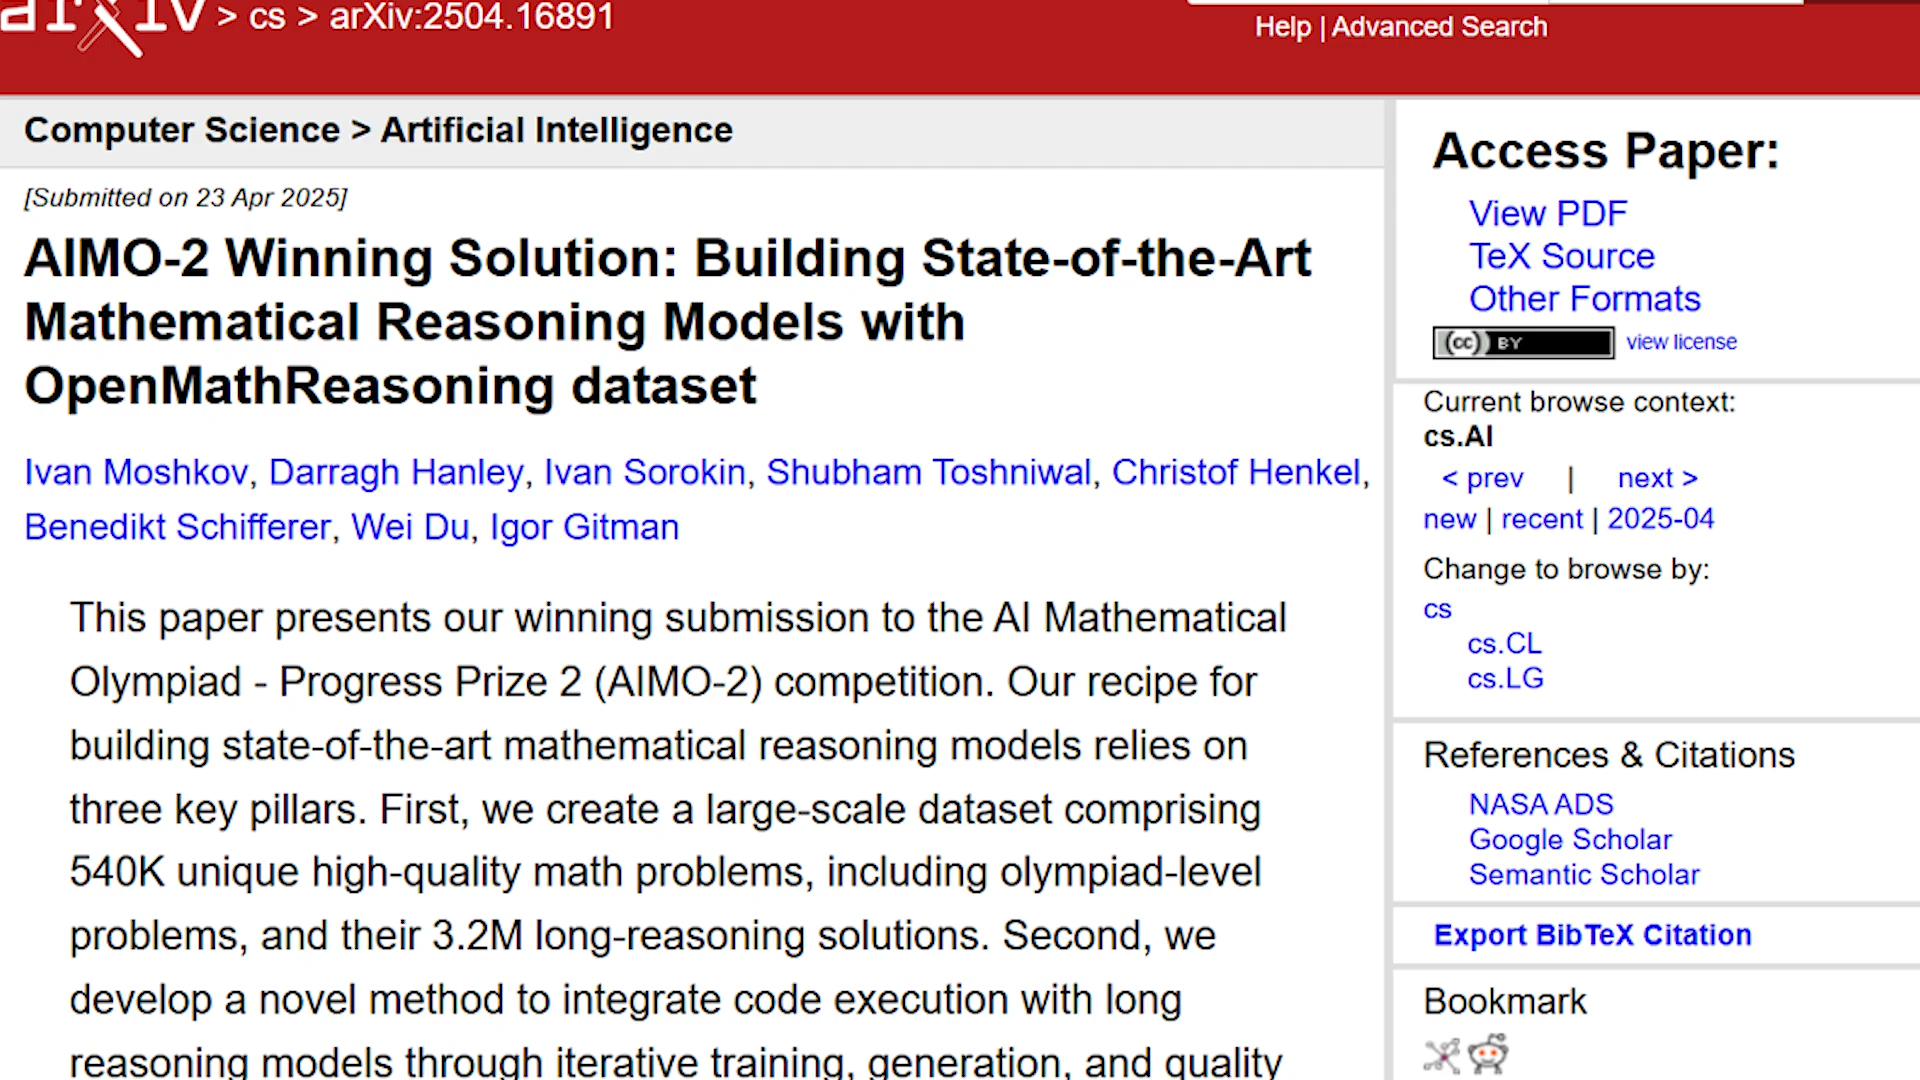 arXiv > cs > arXiv:2504.16891
Help | Advanced Search
Computer Science > Artificial Intelligence
[Submitted on 23 Apr 2025]
AIMO-2 Winning Solution: Building State-of-the-Art
Mathematical Reasoning Models with
OpenMathReasoning dataset
Ivan Moshkov, Darragh Hanley, Ivan Sorokin, Shubham Toshniwal, Christof Henkel,
Benedikt Schifferer, Wei Du, Igor Gitman
This paper presents our winning submission to the AI Mathematical
Olympiad - Progress Prize 2 (AIMO-2) competition. Our recipe for
building state-of-the-art mathematical reasoning models relies on
three key pillars. First, we create a large-scale dataset comprising
540K unique high-quality math problems, including olympiad-level
problems, and their 3.2M long-reasoning solutions. Second, we
develop a novel method to integrate code execution with long
reasoning models through iterative training, generation, and quality
Access Paper:
View PDF
TeX Source
Other Formats
(cc) BY view license
Current browse context:
cs.AI
< prev | next >
new | recent | 2025-04
Change to browse by:
cs
cs.CL
cs.LG
References & Citations
NASA ADS
Google Scholar
Semantic Scholar
Export BibTeX Citation
Bookmark